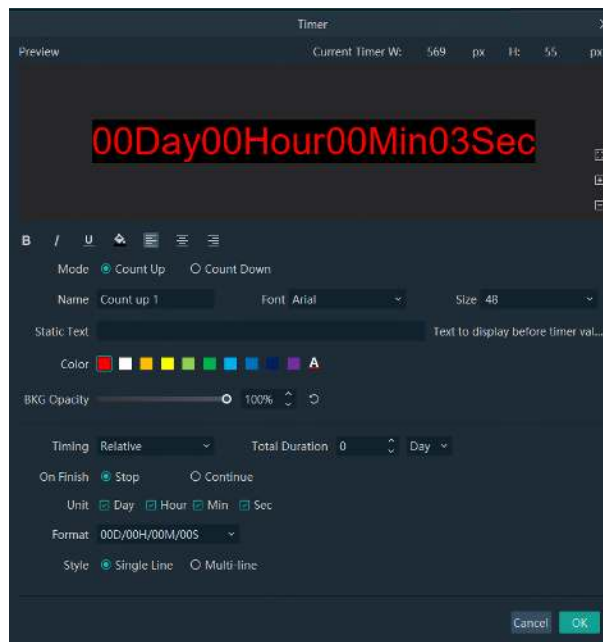 Timer
Preview Current Timer W: 569 px H: 55 px
00Day00Hour00Min03Sec
B I U A
Mode Count Up Count Down
Name Count up 1 Font Arial Size 48
Static Text Text to display before timer val...
Color A
BKG Opacity 100%
Timing Relative Total Duration 0 Day
On Finish Stop Continue
Unit Day Hour Min Sec
Format 00D/00H/00M/00S
Style Single Line Multi-line
Cancel OK